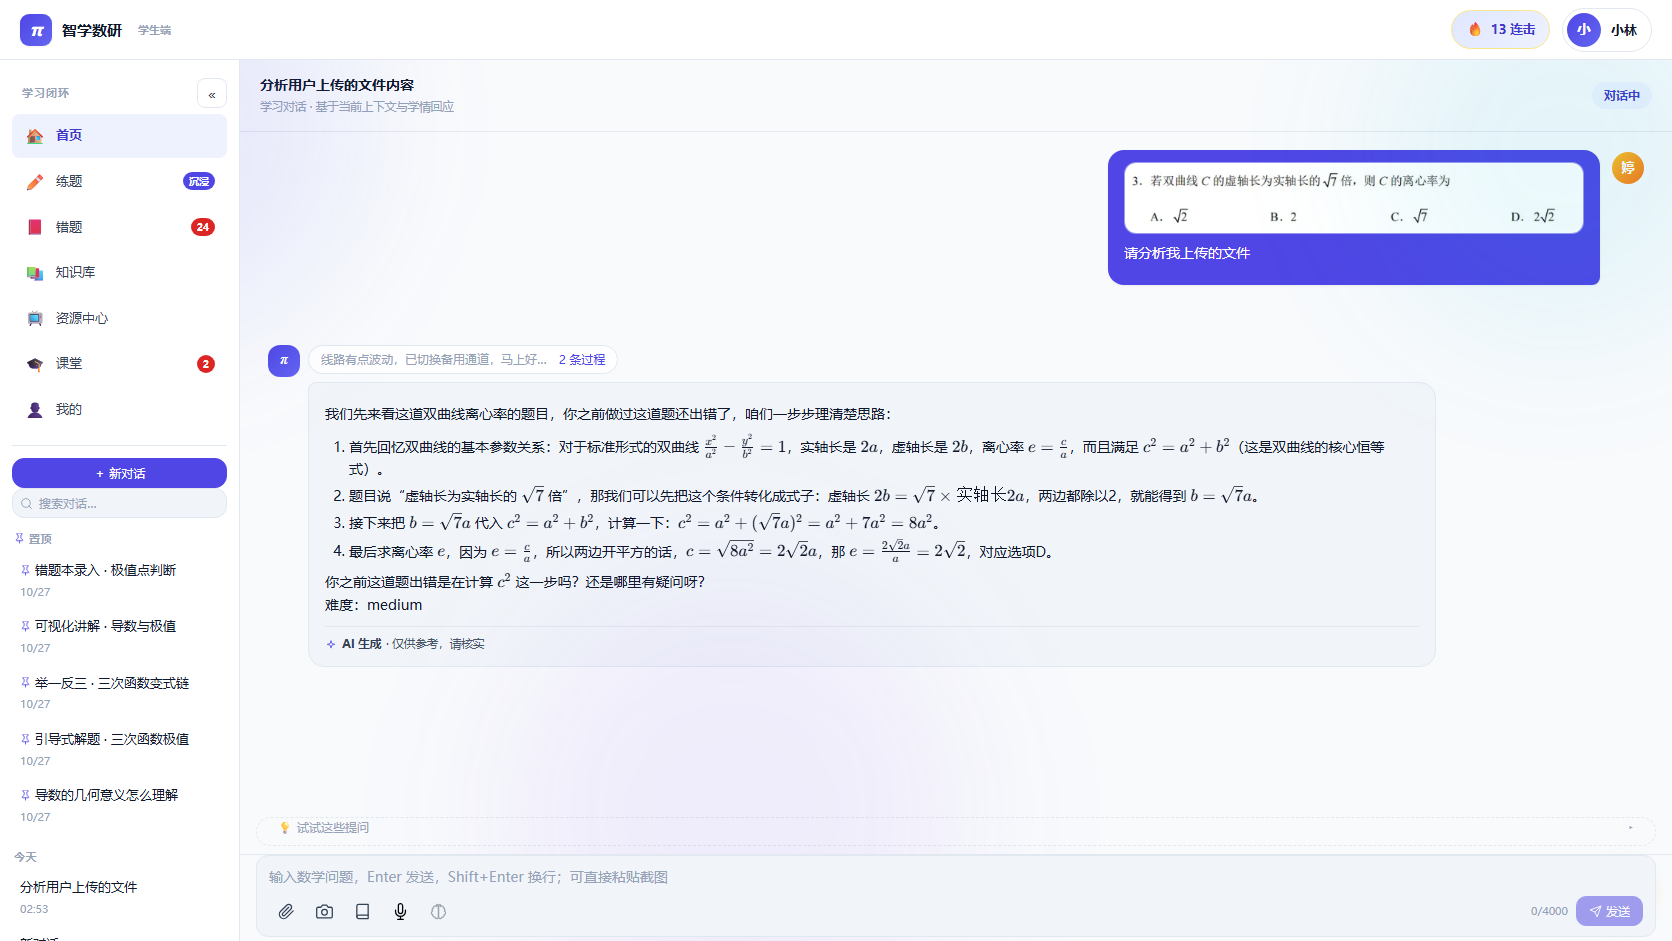 π 智学数研 学生端
13 连击
小 小林
学习闭环 «
首页
练题 沉浸
错题 24
知识库
资源中心
课堂 2
我的
+ 新对话
搜索对话...
置顶
错题本录入 · 极值点判断
10/27
可视化讲解 · 导数与极值
10/27
举一反三 · 三次函数变式链
10/27
引导式解题 · 三次函数极值
10/27
导数的几何意义怎么理解
10/27
今天
分析用户上传的文件
02:53
分析用户上传的文件内容
学习对话 · 基于当前上下文与学情回应
对话中
婷
3. 若双曲线 C 的虚轴长为实轴长的 √7 倍，则 C 的离心率为
A. √2 B. 2 C. √7 D. 2√2
请分析我上传的文件
π 线路有点波动，已切换备用通道，马上好... 2 条过程
我们先来看这道双曲线离心率的题目，你之前做过这道题还出错了，咱们一步步理清楚思路：
1. 首先回忆双曲线的基本参数关系：对于标准形式的双曲线 x²/a² − y²/b² = 1，实轴长是 2a，虚轴长是 2b，离心率 e = c/a，而且满足 c² = a² + b²（这是双曲线的核心恒等
式）。
2. 题目说“虚轴长为实轴长的 √7 倍”，那我们可以先把这个条件转化成式子：虚轴长 2b = √7 × 实轴长2a，两边都除以2，就能得到 b = √7a。
3. 接下来把 b = √7a 代入 c² = a² + b²，计算一下：c² = a² + (√7a)² = a² + 7a² = 8a²。
4. 最后求离心率 e，因为 e = c/a，所以两边开平方的话，c = √8a² = 2√2a，那 e = 2√2a/a = 2√2，对应选项D。
你之前这道题出错是在计算 c² 这一步吗？还是哪里有疑问呀？
难度：medium
AI 生成 · 仅供参考，请核实
试试这些提问
输入数学问题，Enter 发送，Shift+Enter 换行；可直接粘贴截图
0/4000 发送